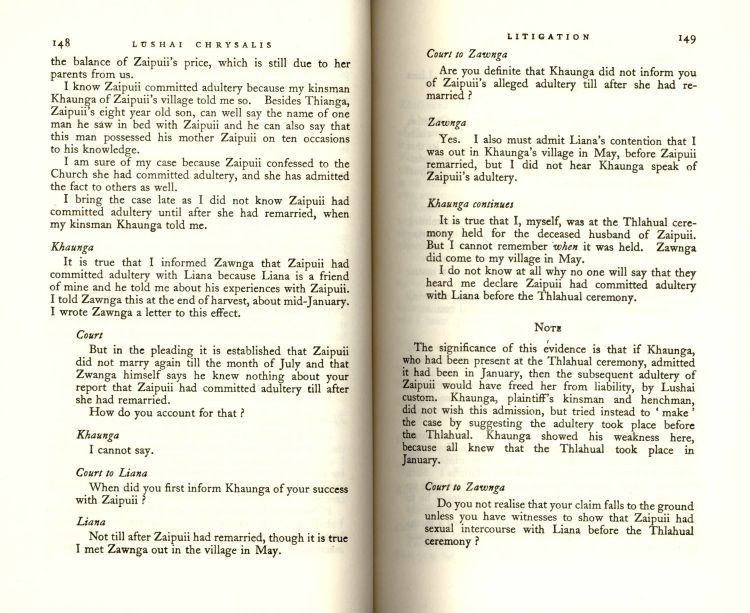 148 LUSHAI CHRYSALIS
the balance of Zaipuii's price, which is still due to her
parents from us.
I know Zaipuii committed adultery because my kinsman
Khaunga of Zaipuii's village told me so. Besides Thianga,
Zaipuii's eight year old son, can well say the name of one
man he saw in bed with Zaipuii and he can also say that
this man possessed his mother Zaipuii on ten occasions
to his knowledge.
I am sure of my case because Zaipuii confessed to the
Church she had committed adultery, and she has admitted
the fact to others as well.
I bring the case late as I did not know Zaipuii had
committed adultery until after she had remarried, when
my kinsman Khaunga told me.
Khaunga
It is true that I informed Zawnga that Zaipuii had
committed adultery with Liana because Liana is a friend
of mine and he told me about his experiences with Zaipuii.
I told Zawnga this at the end of harvest, about mid-January.
I wrote Zawnga a letter to this effect.
Court
But in the pleading it is established that Zaipuii
did not marry again till the month of July and that
Zwanga himself says he knew nothing about your
report that Zaipuii had committed adultery till after
she had remarried.
How do you account for that ?
Khaunga
I cannot say.
Court to Liana
When did you first inform Khaunga of your success
with Zaipuii ?
Liana
Not till after Zaipuii had remarried, though it is true
I met Zawnga out in the village in May.
LITIGATION 149
Court to Zawnga
Are you definite that Khaunga did not inform you
of Zaipuii's alleged adultery till after she had re-
married ?
Zawnga
Yes. I also must admit Liana's contention that I
was out in Khaunga's village in May, before Zaipuii
remarried, but I did not hear Khaunga speak of
Zaipuii's adultery.
Khaunga continues
It is true that I, myself, was at the Thlahual cere-
mony held for the deceased husband of Zaipuii.
But I cannot remember when it was held. Zawnga
did come to my village in May.
I do not know at all why no one will say that they
heard me declare Zaipuii had committed adultery
with Liana before the Thlahual ceremony.
NOTE
The significance of this evidence is that if Khaunga,
who had been present at the Thlahual ceremony, admitted
it had been in January, then the subsequent adultery of
Zaipuii would have freed her from liability, by Lushai
custom. Khaunga, plaintiff's kinsman and henchman,
did not wish this admission, but tried instead to ' make '
the case by suggesting the adultery took place before
the Thlahual. Khaunga showed his weakness here,
because all knew that the Thlahual took place in
January.
Court to Zawnga
Do you not realise that your claim falls to the ground
unless you have witnesses to show that Zaipuii had
sexual intercourse with Liana before the Thlahual
ceremony ?